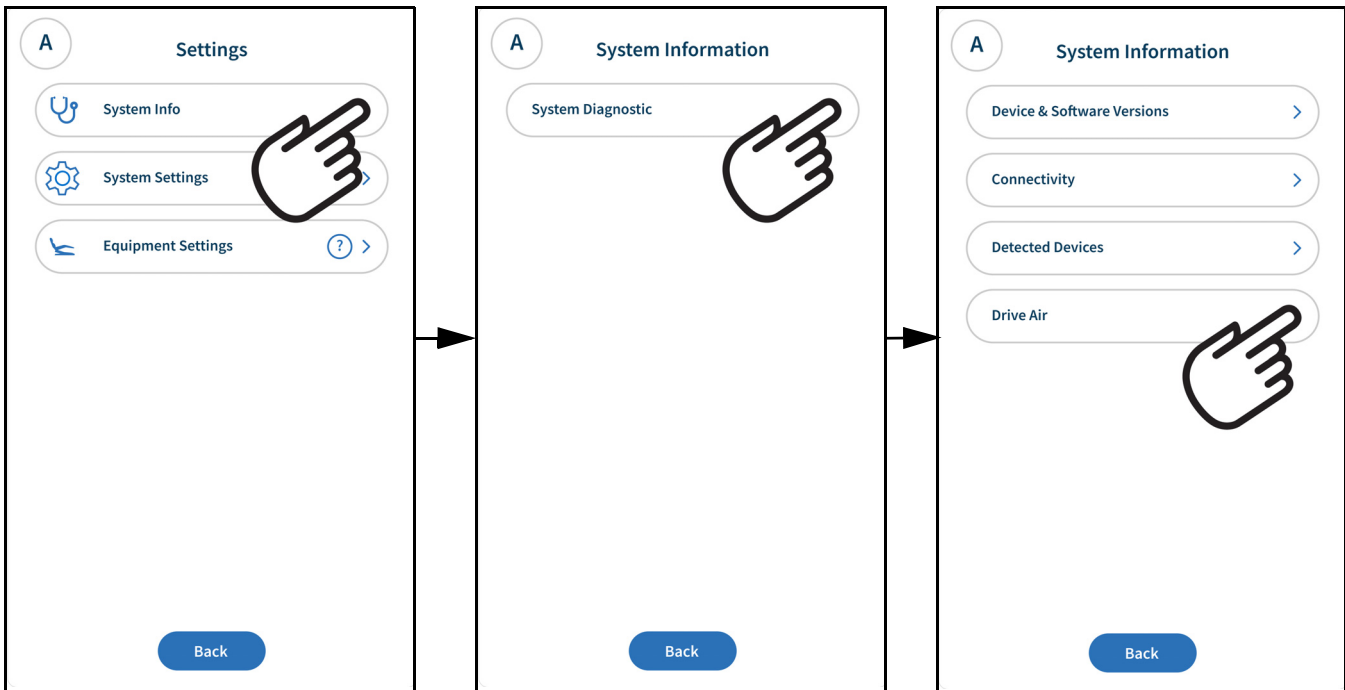 A
Settings
System Info
System Settings
Equipment Settings ?
Back
A
System Information
System Diagnostic
Back
A
System Information
Device & Software Versions
Connectivity
Detected Devices
Drive Air
Back